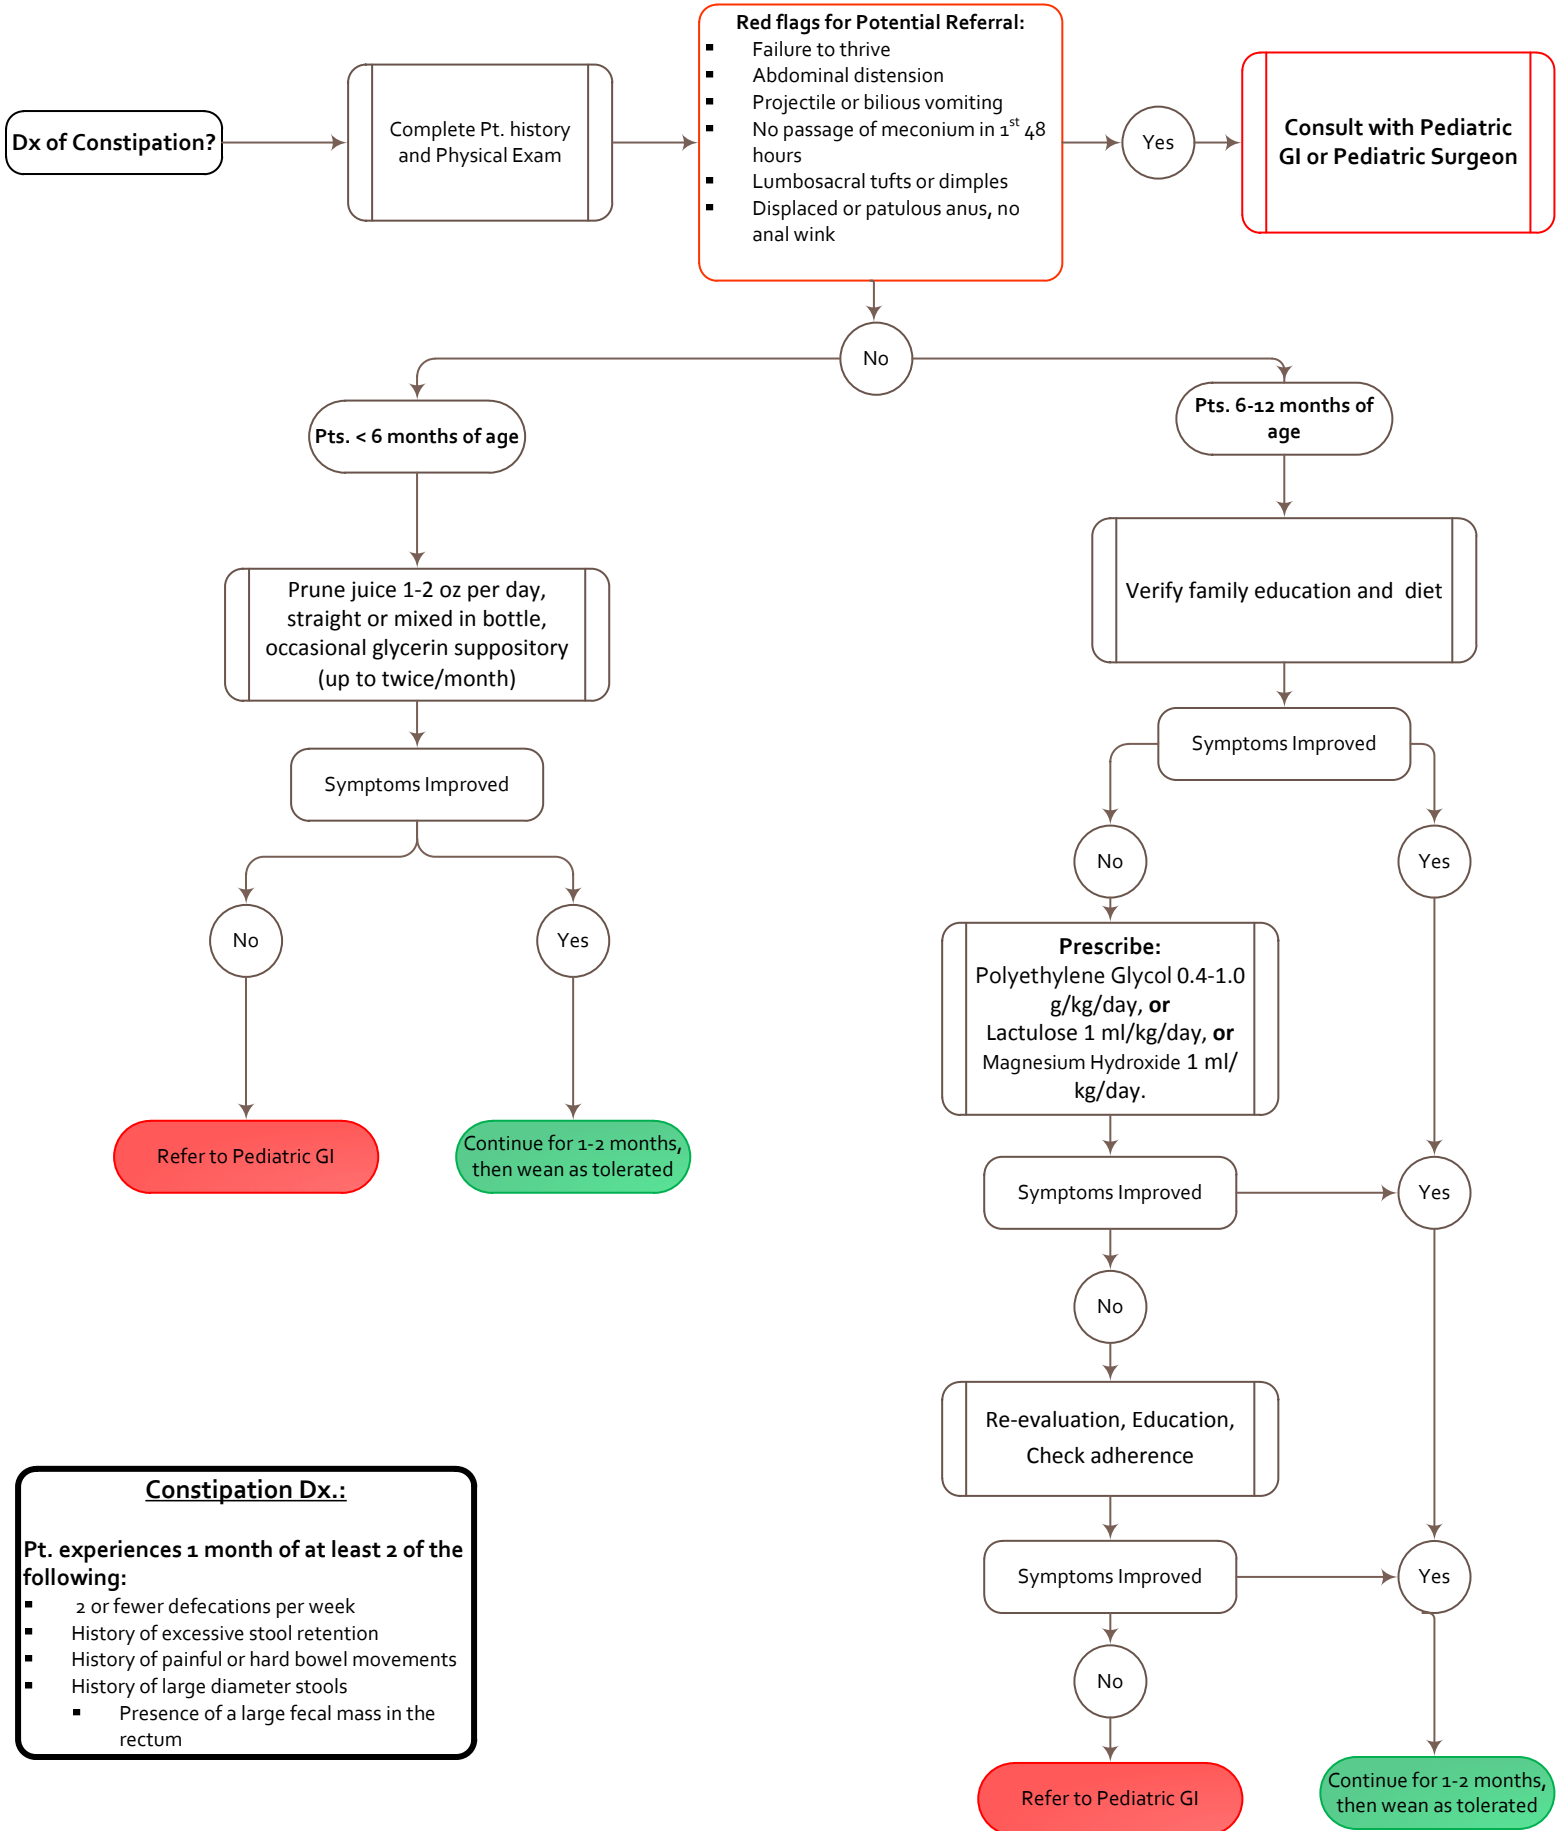 Dx of Constipation?
Complete Pt. history
and Physical Exam
Red flags for Potential Referral:
▪ Failure to thrive
▪ Abdominal distension
▪ Projectile or bilious vomiting
▪ No passage of meconium in 1st 48
hours
▪ Lumbosacral tufts or dimples
▪ Displaced or patulous anus, no
anal wink
Yes
Consult with Pediatric
GI or Pediatric Surgeon
No
Pts. < 6 months of age
Prune juice 1-2 oz per day,
straight or mixed in bottle,
occasional glycerin suppository
(up to twice/month)
Symptoms Improved
No
Yes
Refer to Pediatric GI
Continue for 1-2 months,
then wean as tolerated
Pts. 6-12 months of
age
Verify family education and diet
Symptoms Improved
No
Yes
Prescribe:
Polyethylene Glycol 0.4-1.0
g/kg/day, or
Lactulose 1 ml/kg/day, or
Magnesium Hydroxide 1 ml/
kg/day.
Symptoms Improved
Yes
No
Re-evaluation, Education,
Check adherence
Symptoms Improved
Yes
No
Refer to Pediatric GI
Continue for 1-2 months,
then wean as tolerated
Constipation Dx.:
Pt. experiences 1 month of at least 2 of the
following:
▪ 2 or fewer defecations per week
▪ History of excessive stool retention
▪ History of painful or hard bowel movements
▪ History of large diameter stools
▪ Presence of a large fecal mass in the
rectum